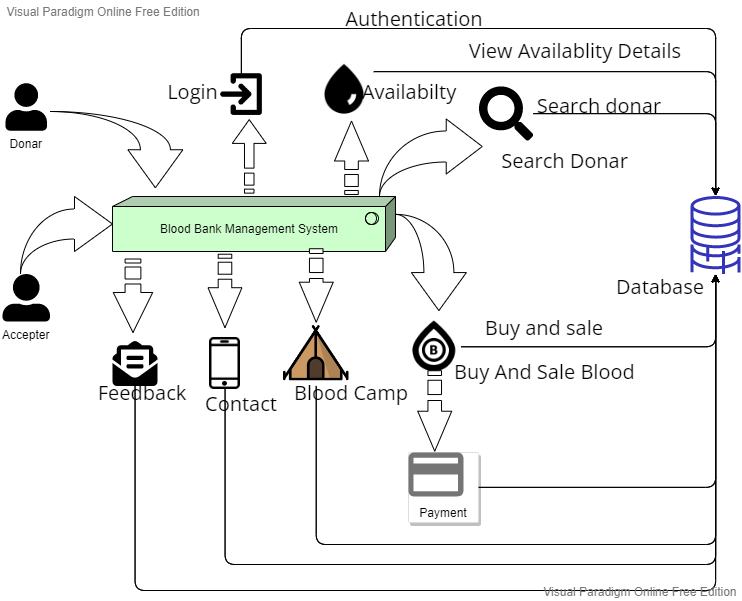 Visual Paradigm Online Free Edition
Authentication
View Availablity Details
Login
Availabilty
Search donar
Donar
Search Donar
Blood Bank Management System
Database
Accepter
Buy and sale
B
Buy And Sale Blood
Feedback
Contact
Blood Camp
Payment
Visual Paradigm Online Free Edition